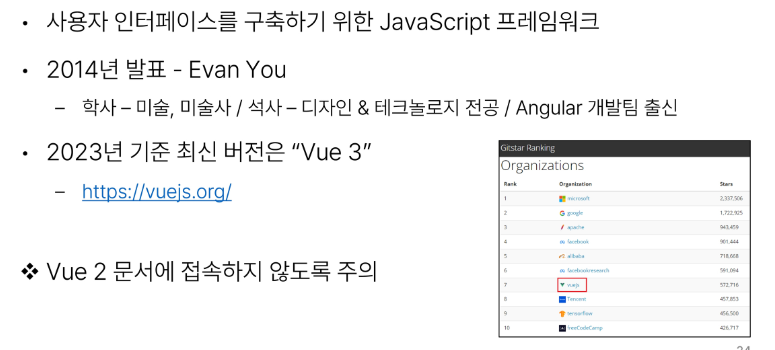 • 사용자 인터페이스를 구축하기 위한 JavaScript 프레임워크
• 2014년 발표 - Evan You
– 학사 – 미술, 미술사 / 석사 – 디자인 & 테크놀로지 전공 / Angular 개발팀 출신
• 2023년 기준 최신 버전은 “Vue 3”
– https://vuejs.org/
❖ Vue 2 문서에 접속하지 않도록 주의
Gitstar Ranking
Organizations
Rank Organization Stars
1 microsoft 2,337,506
2 google 1,722,925
3 apache 943,459
4 facebook 901,444
5 alibaba 718,668
6 facebookresearch 591,094
7 vuejs 572,716
8 Tencent 457,853
9 tensorflow 456,500
10 freeCodeCamp 426,717